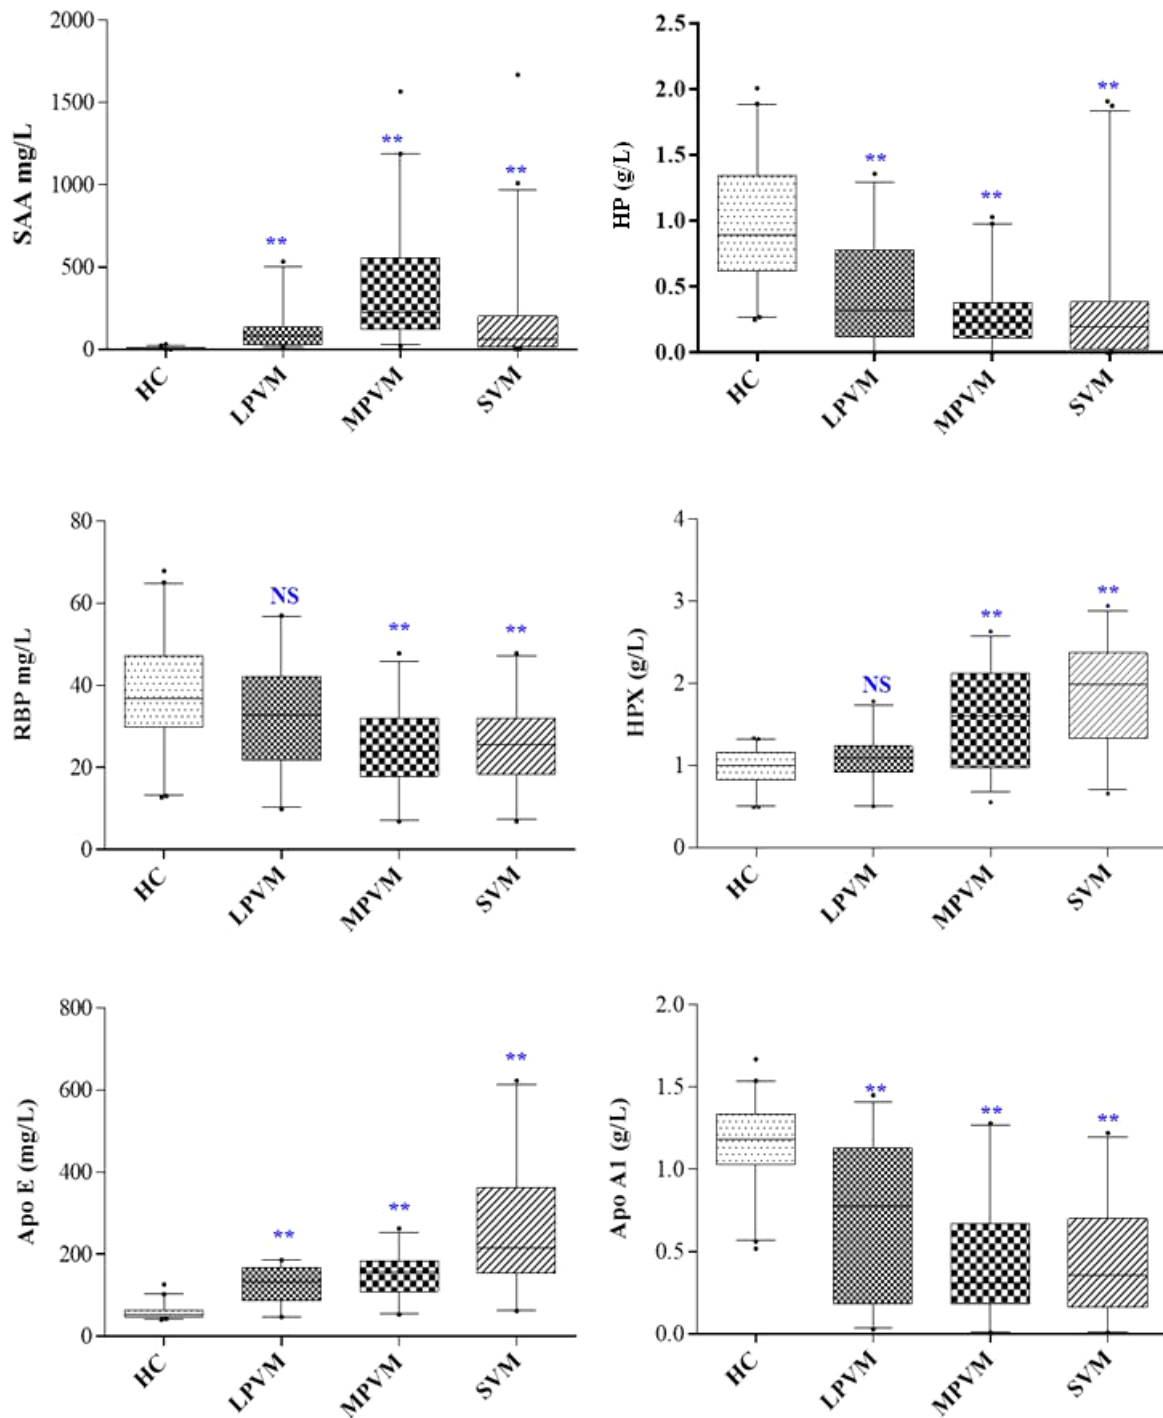 SAA mg/L
2000
1500
1000
500
0
**
**
**
HC
LPVM
MPVM
SVM
HP (g/L)
2.5
2.0
1.5
1.0
0.5
0.0
**
**
**
HC
LPVM
MPVM
SVM
RBP mg/L
80
60
40
20
0
NS
**
**
HC
LPVM
MPVM
SVM
HPX (g/L)
4
3
2
1
0
NS
**
**
HC
LPVM
MPVM
SVM
Apo E (mg/L)
800
600
400
200
0
**
**
**
HC
LPVM
MPVM
SVM
Apo A1 (g/L)
2.0
1.5
1.0
0.5
0.0
**
**
**
HC
LPVM
MPVM
SVM